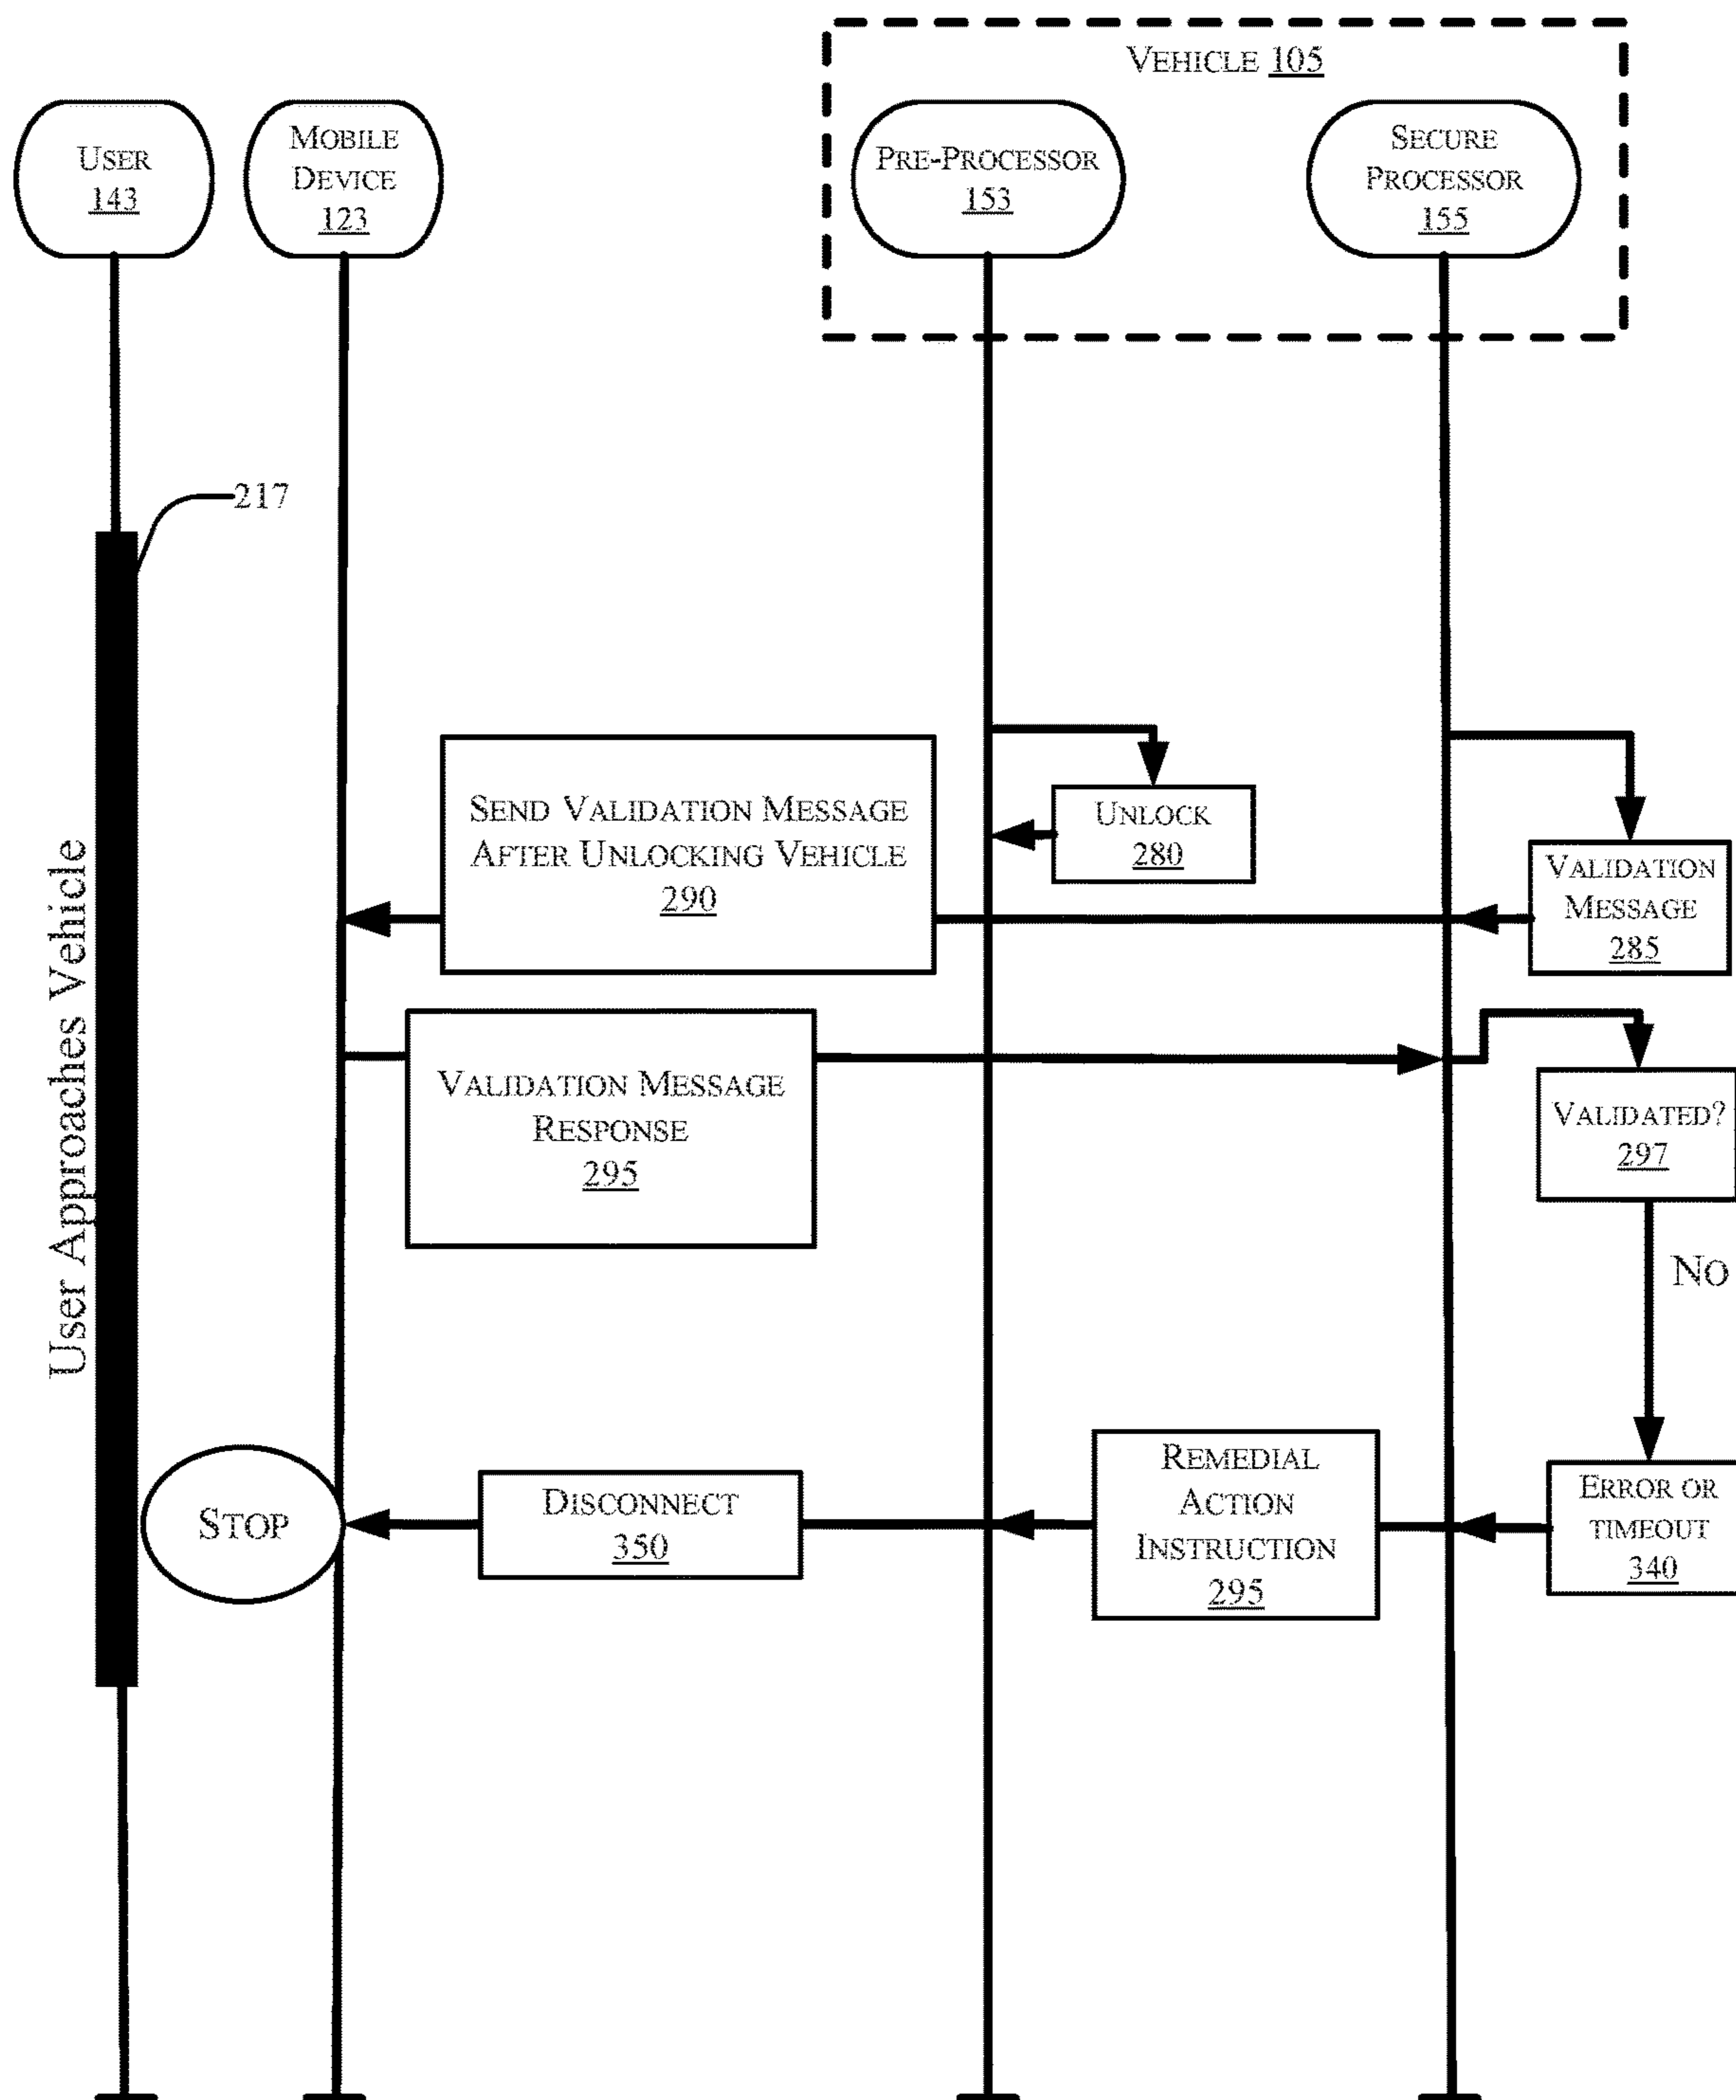 VEHICLE 105
USER
143
MOBILE
DEVICE
123
PRE-PROCESSOR
153
SECURE
PROCESSOR
155
217
User Approaches Vehicle
SEND VALIDATION MESSAGE
AFTER UNLOCKING VEHICLE
290
UNLOCK
280
VALIDATION
MESSAGE
285
VALIDATION MESSAGE
RESPONSE
295
VALIDATED?
297
NO
STOP
DISCONNECT
350
REMEDIAL
ACTION
INSTRUCTION
295
ERROR OR
TIMEOUT
340